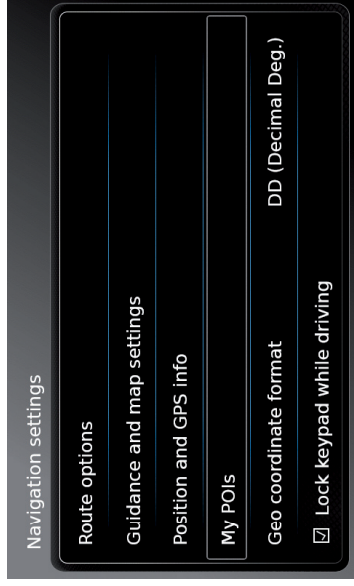 Navigation settings
Route options
Guidance and map settings
Position and GPS info
My POIs
Geo coordinate format DD (Decimal Deg.)
Lock keypad while driving